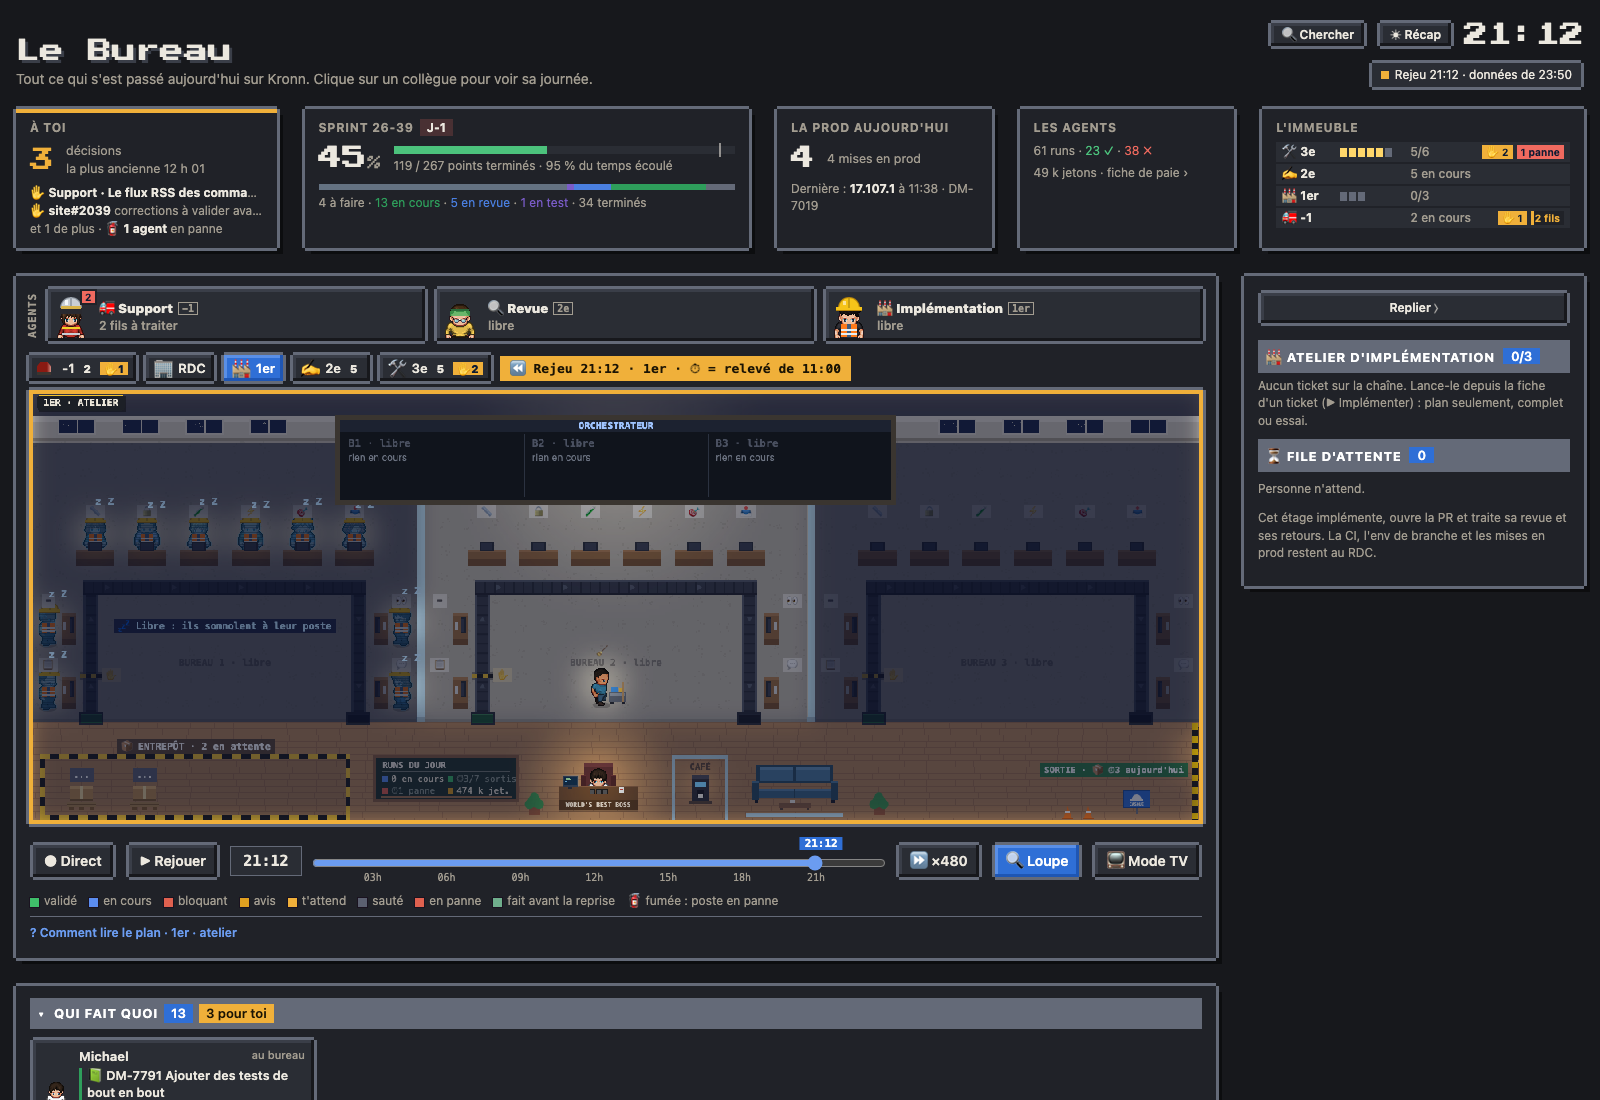 Le Bureau
Tout ce qui s'est passé aujourd'hui sur Kronn. Clique sur un collègue pour voir sa journée.
Chercher
Récap
21:12
Rejeu 21:12 · données de 23:50
À TOI
3
décisions
la plus ancienne 12 h 01
Support · Le flux RSS des comma…
site#2039 corrections à valider ava…
et 1 de plus · 1 agent en panne
SPRINT 26-39 J-1
45%
119 / 267 points terminés · 95 % du temps écoulé
4 à faire · 13 en cours · 5 en revue · 1 en test · 34 terminés
LA PROD AUJOURD'HUI
4
4 mises en prod
Dernière : 17.107.1 à 11:38 · DM-
7019
LES AGENTS
61 runs · 23 ✓ · 38 ✕
49 k jetons · fiche de paie ›
L'IMMEUBLE
3e 5/6 2 1 panne
2e 5 en cours
1er 0/3
-1 2 en cours 1 2 fils
AGENTS
2
Support -1
2 fils à traiter
Revue 2e
libre
Implémentation 1er
libre
-1 2 1
RDC
1er
2e 5
3e 5 2
Rejeu 21:12 · 1er · ⏱ = relevé de 11:00
1ER · ATELIER
ORCHESTRATEUR
B1 · libre
rien en cours
B2 · libre
rien en cours
B3 · libre
rien en cours
z z z z z z z z z z z z
Libre : ils somnolent à leur poste
BUREAU 1 · libre
BUREAU 2 · libre
BUREAU 3 · libre
ENTREPÔT · 2 en attente
RUNS DU JOUR
0 en cours ⏱3/7 sortis
⏱1 panne 474 k jet.
WORLD'S BEST BOSS
CAFÉ
SORTIE · ⏱3 aujourd'hui
Direct
Rejouer
21:12
21:12
03h 06h 09h 12h 15h 18h 21h
×480
Loupe
Mode TV
validé en cours bloquant avis t'attend sauté en panne fait avant la reprise fumée : poste en panne
? Comment lire le plan · 1er · atelier
Replier ›
ATELIER D'IMPLÉMENTATION 0/3
Aucun ticket sur la chaîne. Lance-le depuis la fiche
d'un ticket (▶ Implémenter) : plan seulement, complet
ou essai.
FILE D'ATTENTE 0
Personne n'attend.
Cet étage implémente, ouvre la PR et traite sa revue et
ses retours. La CI, l'env de branche et les mises en
prod restent au RDC.
QUI FAIT QUOI 13 3 pour toi
Michael
au bureau
DM-7791 Ajouter des tests de
bout en bout